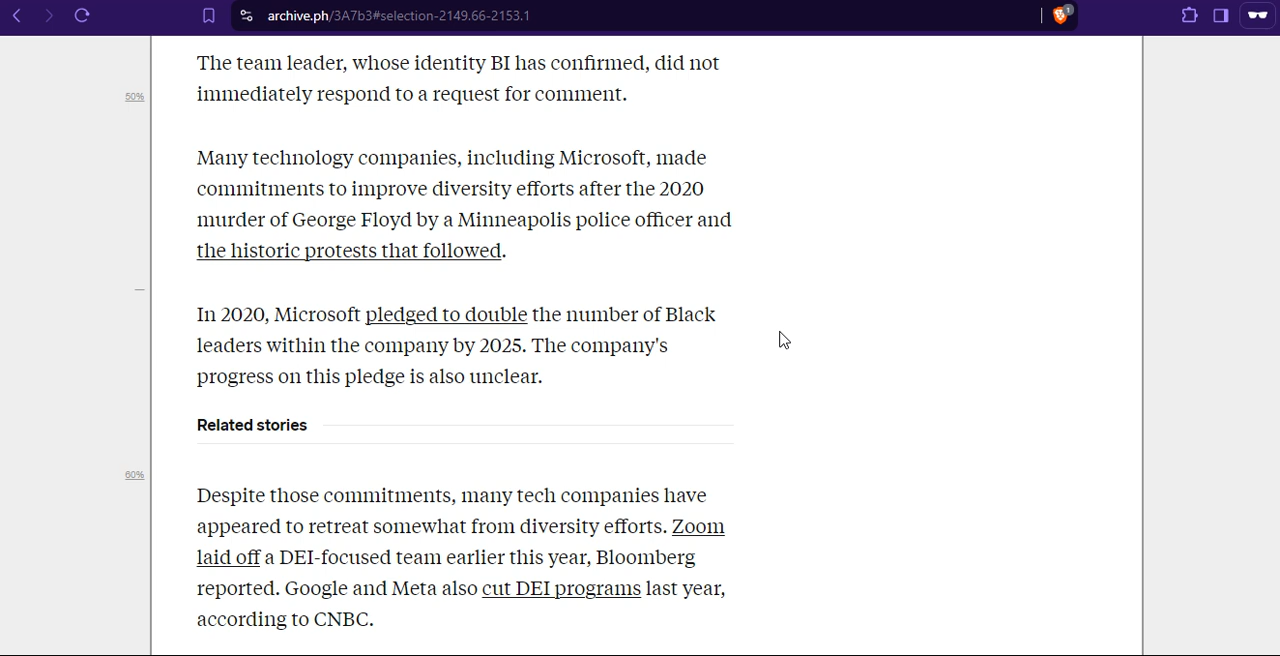 archive.ph/3A7b3#selection-2149.66-2153.1
1
The team leader, whose identity BI has confirmed, did not
50%
immediately respond to a request for comment.
Many technology companies, including Microsoft, made
commitments to improve diversity efforts after the 2020
murder of George Floyd by a Minneapolis police officer and
the historic protests that followed.
In 2020, Microsoft pledged to double the number of Black
leaders within the company by 2025. The company's
progress on this pledge is also unclear.
Related stories
60%
Despite those commitments, many tech companies have
appeared to retreat somewhat from diversity efforts. Zoom
laid off a DEI-focused team earlier this year, Bloomberg
reported. Google and Meta also cut DEI programs last year,
according to CNBC.